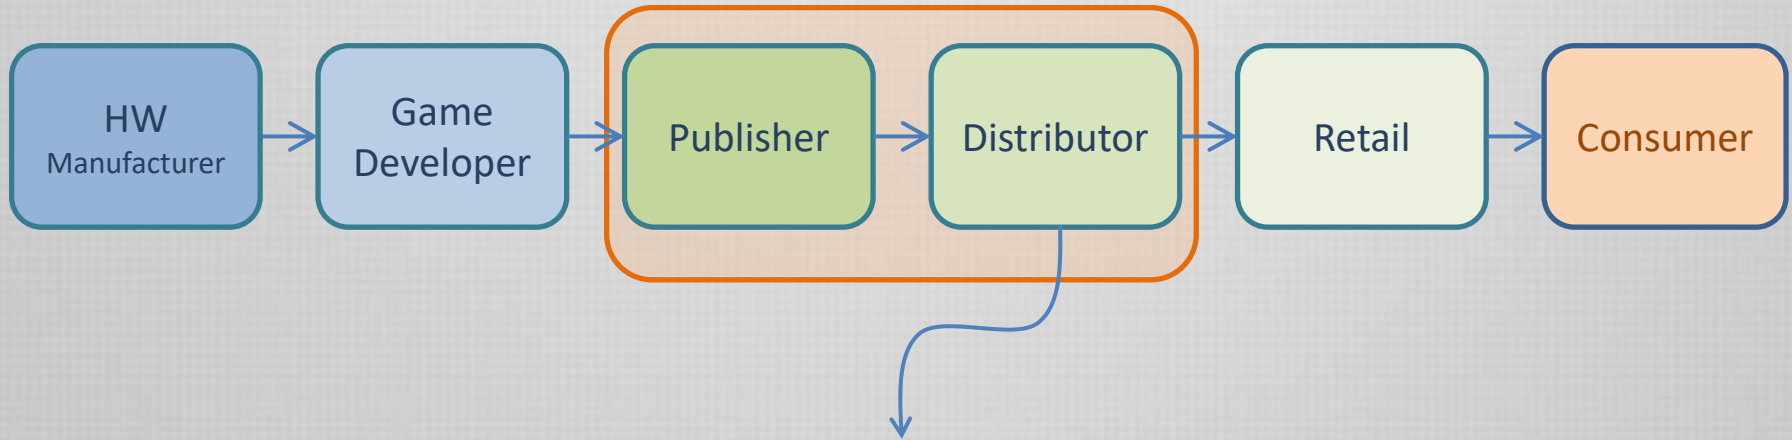 HW
Manufacturer
Game
Developer
Publisher
Distributor
Retail
Consumer